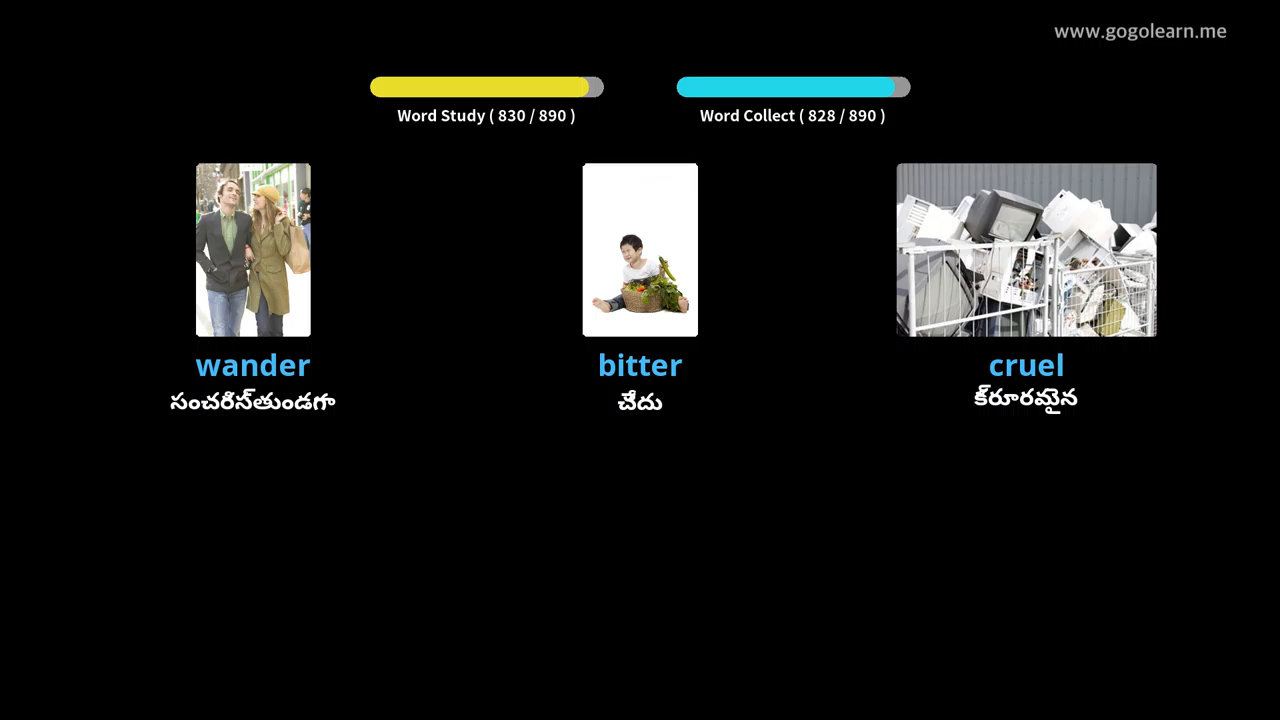 www.gogolearn.me
Word Study ( 830 / 890 )
Word Collect ( 828 / 890 )
wander
bitter
cruel
సంచరిస్తుండగా
చేదు
క్రూరమైన